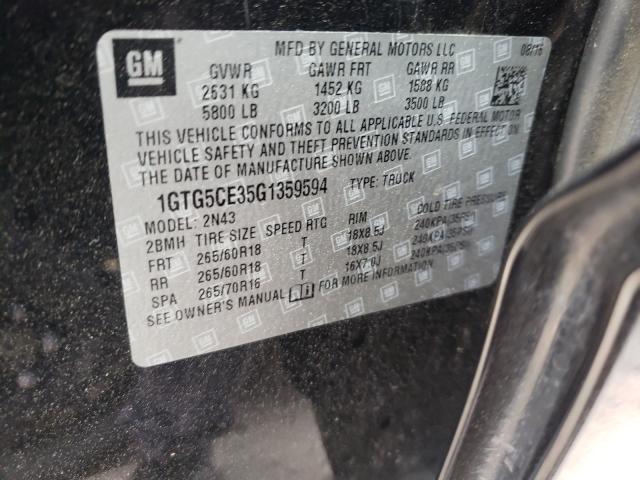 GM
MFD BY GENERAL MOTORS LLC 08/16
GVWR GAWR FRT GAWR RR
2631 KG 1452 KG 1588 KG
5800 LB 3200 LB 3500 LB
THIS VEHICLE CONFORMS TO ALL APPLICABLE U.S. FEDERAL MOTOR
VEHICLE SAFETY AND THEFT PREVENTION STANDARDS IN EFFECT ON
THE DATE OF MANUFACTURE SHOWN ABOVE.
1GTG5CE35G1359594 TYPE: TRUCK
MODEL: 2N43
2BMH TIRE SIZE SPEED RTG RIM COLD TIRE PRESSURE
FRT 265/60R18 T 18X8.5J 240KPA(35PSI)
RR 265/60R18 T 18X8.5J 240KPA(35PSI)
SPA 265/70R16 T 16X7.0J 240KPA(35PSI)
SEE OWNER'S MANUAL FOR MORE INFORMATION